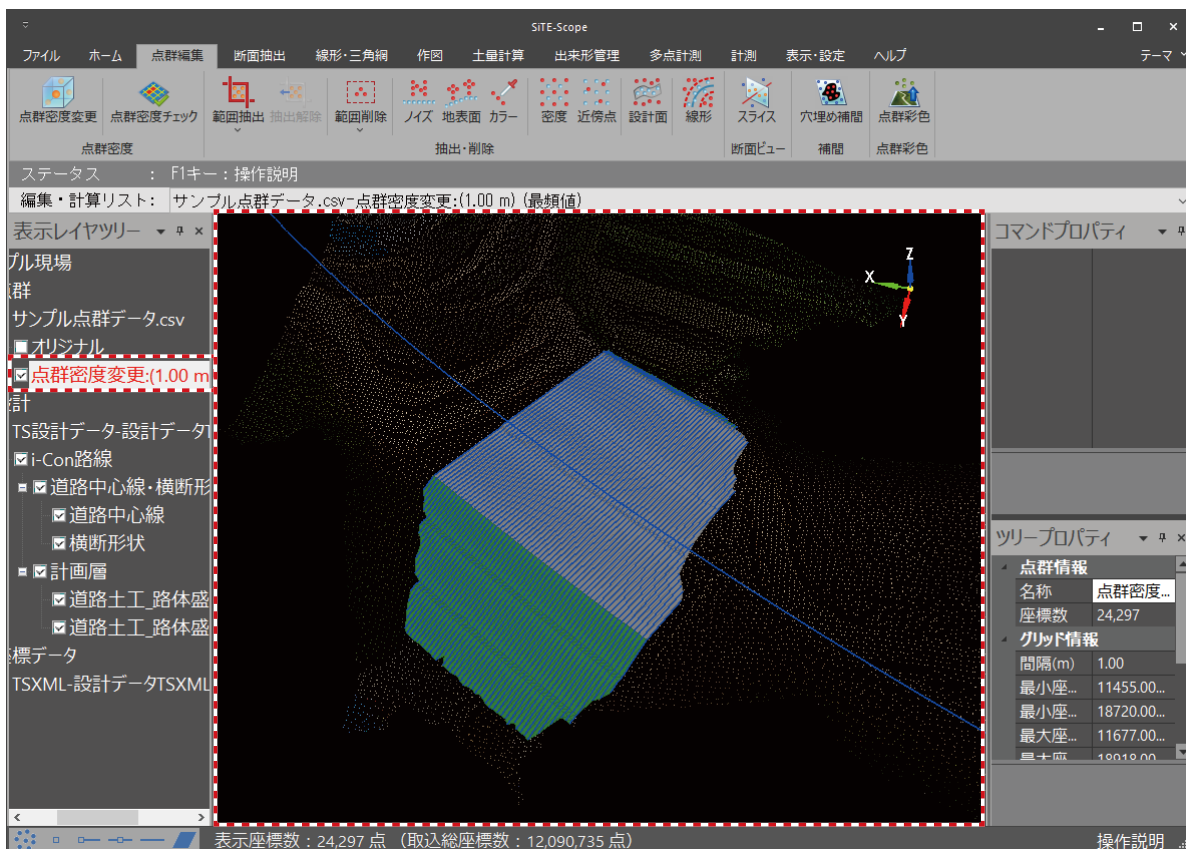 SiTE-Scope
ファイル ホーム 点群編集 断面抽出 線形・三角網 作図 土量計算 出来形管理 多点計測 計測 表示・設定 ヘルプ テーマ
点群密度変更 点群密度チェック 範囲抽出 抽出解除 範囲削除 ノイズ 地表面 カラー 密度 近傍点 設計面 線形 スライス 穴埋め補間 点群彩色
点群密度 抽出・削除 断面ビュー 補間 点群彩色
ステータス : F1キー：操作説明
編集・計算リスト： サンプル点群データ.csv-点群密度変更:(1.00 m) (最頻値)
表示レイヤツリー
プル現場
点群
サンプル点群データ.csv
オリジナル
点群密度変更:(1.00 m
設計
TS設計データ-設計データT
i-Con路線
道路中心線・横断形
道路中心線
横断形状
計画層
道路土工_路体盛
道路土工_路体盛
座標データ
TSXML-設計データTSXML
Z
X
Y
コマンドプロパティ
ツリープロパティ
点群情報
名称 点群密度...
座標数 24,297
グリッド情報
間隔(m) 1.00
最小座... 11455.00...
最小座... 18720.00...
最大座... 11677.00...
最大座... 18918.00...
表示座標数：24,297 点 （取込総座標数：12,090,735 点） 操作説明